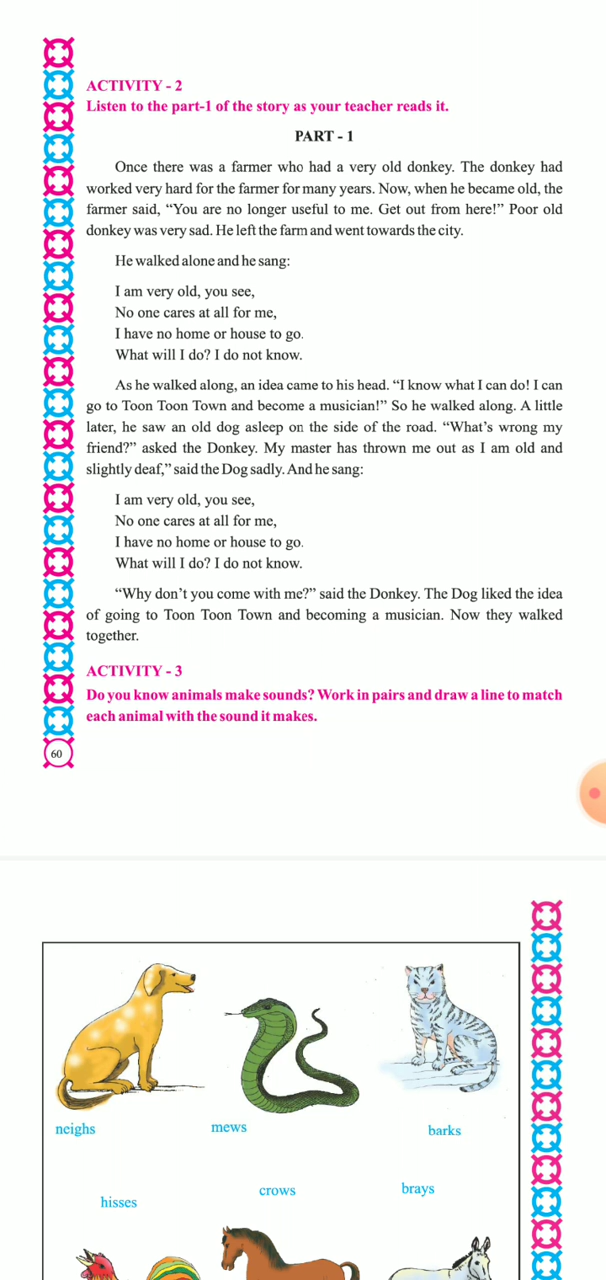 ACTIVITY - 2
Listen to the part-1 of the story as your teacher reads it.
PART - 1
Once there was a farmer who had a very old donkey. The donkey had
worked very hard for the farmer for many years. Now, when he became old, the
farmer said, “You are no longer useful to me. Get out from here!” Poor old
donkey was very sad. He left the farm and went towards the city.
He walked alone and he sang:
I am very old, you see,
No one cares at all for me,
I have no home or house to go.
What will I do? I do not know.
As he walked along, an idea came to his head. “I know what I can do! I can
go to Toon Toon Town and become a musician!” So he walked along. A little
later, he saw an old dog asleep on the side of the road. “What’s wrong my
friend?” asked the Donkey. My master has thrown me out as I am old and
slightly deaf,” said the Dog sadly. And he sang:
I am very old, you see,
No one cares at all for me,
I have no home or house to go.
What will I do? I do not know.
“Why don’t you come with me?” said the Donkey. The Dog liked the idea
of going to Toon Toon Town and becoming a musician. Now they walked
together.
ACTIVITY - 3
Do you know animals make sounds? Work in pairs and draw a line to match
each animal with the sound it makes.
60
neighs
mews
barks
hisses
crows
brays